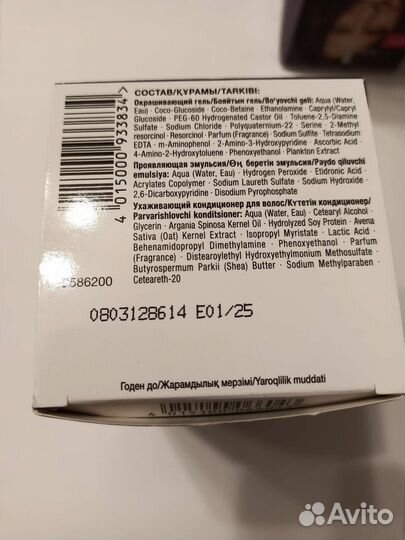 СОСТАВ/ҚҰРАМЫ/TARKIBI:
Окрашивающий гель/Бояйтын гель/Bo'yovchi geli: Aqua (Water,
Eau) · Coco-Glucoside · Coco-Betaine · Ethanolamine · Caprylyl/Capryl
Glucoside · PEG-60 Hydrogenated Castor Oil · Toluene-2,5-Diamine
Sulfate · Sodium Chloride · Polyquaternium-22 · Serine · 2-Methyl
resorcinol · Resorcinol · Parfum (Fragrance) · Sodium Sulfite · Tetrasodium
EDTA · m-Aminophenol · 2-Amino-3-Hydroxypyridine · Ascorbic Acid ·
4-Amino-2-Hydroxytoluene · Phenoxyethanol · Plankton Extract
Проявляющая эмульсия/Өң беретін эмульсия/Paydo qiluvchi
emulsiya: Aqua (Water, Eau) · Hydrogen Peroxide · Etidronic Acid ·
Acrylates Copolymer · Sodium Laureth Sulfate · Sodium Hydroxide ·
2,6-Dicarboxypyridine · Disodium Pyrophosphate
Ухаживающий кондиционер для волос/Күтетін кондиционер/
Parvarishlovchi konditsioner: Aqua (Water, Eau) · Cetearyl Alcohol ·
Glycerin · Argania Spinosa Kernel Oil · Hydrolyzed Soy Protein · Avena
Sativa (Oat) Kernel Extract · Isopropyl Myristate · Lactic Acid ·
Behenamidopropyl Dimethylamine · Phenoxyethanol · Parfum
(Fragrance) · Distearoylethyl Hydroxyethylmonium Methosulfate ·
Butyrospermum Parkii (Shea) Butter · Sodium Methylparaben ·
Ceteareth-20
4 015000 933834 >
2586200
0803128614 E01/25
Годен до/Жарамдылық мерзімі/Yaroqlilik muddati
Avito